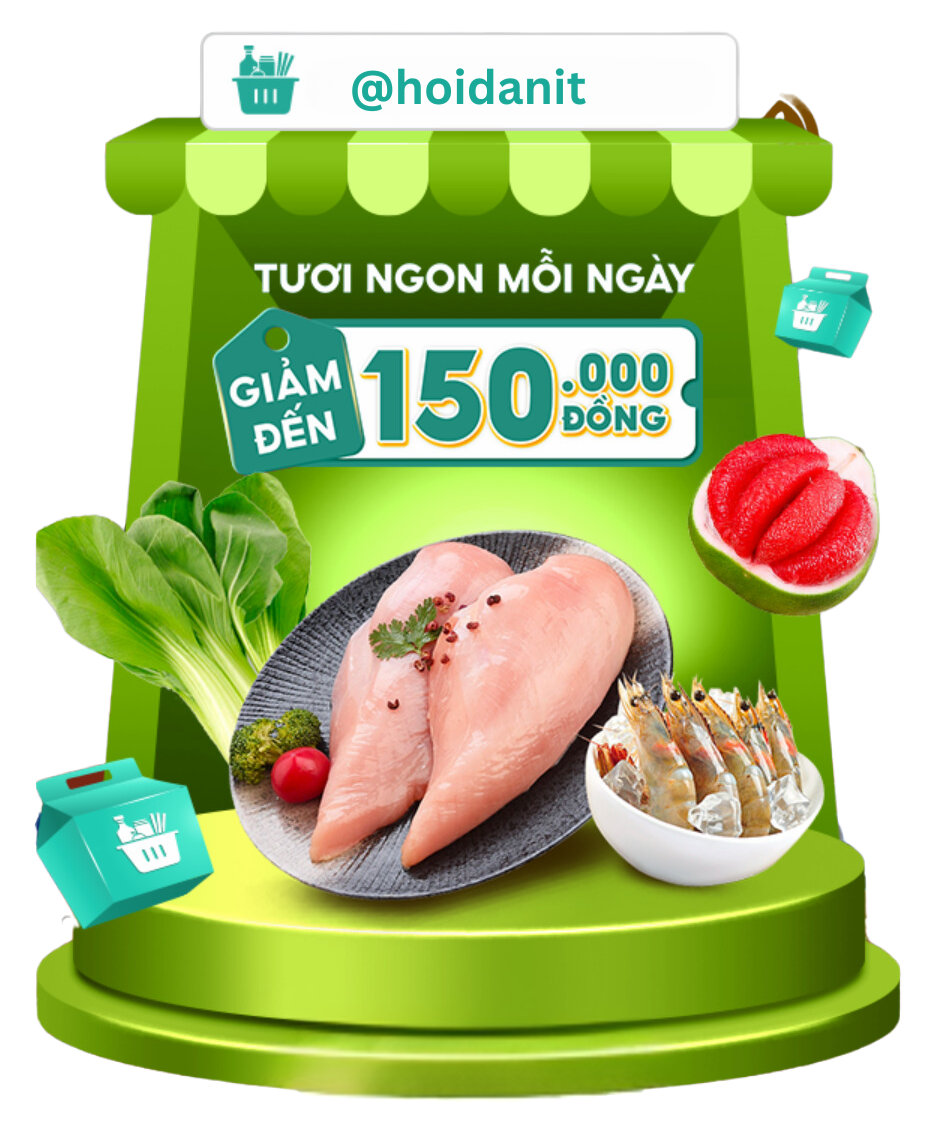 @hoidanit
TƯƠI NGON MỖI NGÀY
GIẢM
ĐẾN
150.000
ĐỒNG